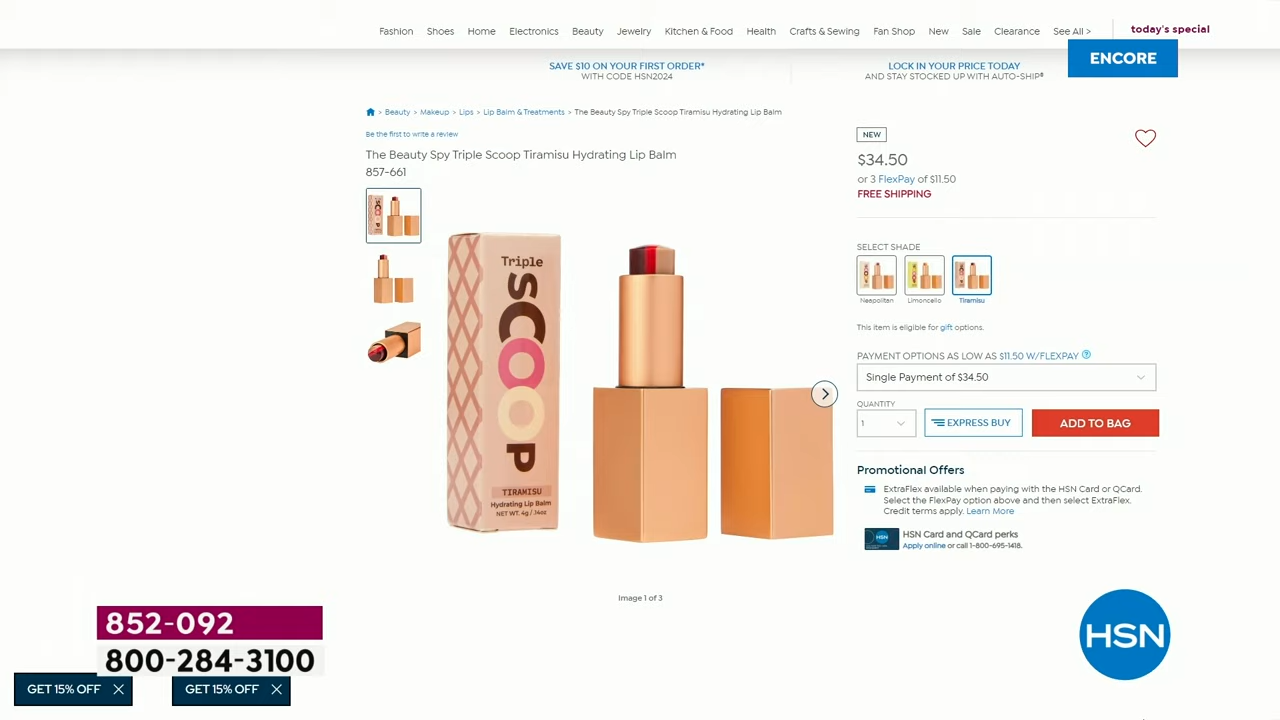 Fashion Shoes Home Electronics Beauty Jewelry Kitchen & Food Health Crafts & Sewing Fan Shop New Sale Clearance See All > today's special
ENCORE
SAVE $10 ON YOUR FIRST ORDER*
WITH CODE HSN2024
LOCK IN YOUR PRICE TODAY
AND STAY STOCKED UP WITH AUTO-SHIP®
> Beauty > Makeup > Lips > Lip Balm & Treatments > The Beauty Spy Triple Scoop Tiramisu Hydrating Lip Balm
Be the first to write a review
The Beauty Spy Triple Scoop Tiramisu Hydrating Lip Balm
857-661
Triple
SCOOP
TIRAMISU
Hydrating Lip Balm
NET WT. 4g / .14oz
Image 1 of 3
NEW
$34.50
or 3 FlexPay of $11.50
FREE SHIPPING
SELECT SHADE
Neapolitan Limoncello Tiramisu
This item is eligible for gift options.
PAYMENT OPTIONS AS LOW AS $11.50 W/FLEXPAY ?
Single Payment of $34.50
QUANTITY
1
EXPRESS BUY
ADD TO BAG
Promotional Offers
ExtraFlex available when paying with the HSN Card or QCard.
Select the FlexPay option above and then select ExtraFlex.
Credit terms apply. Learn More
HSN
HSN Card and QCard perks
Apply online or call 1-800-695-1418.
852-092
800-284-3100
GET 15% OFF
GET 15% OFF
HSN